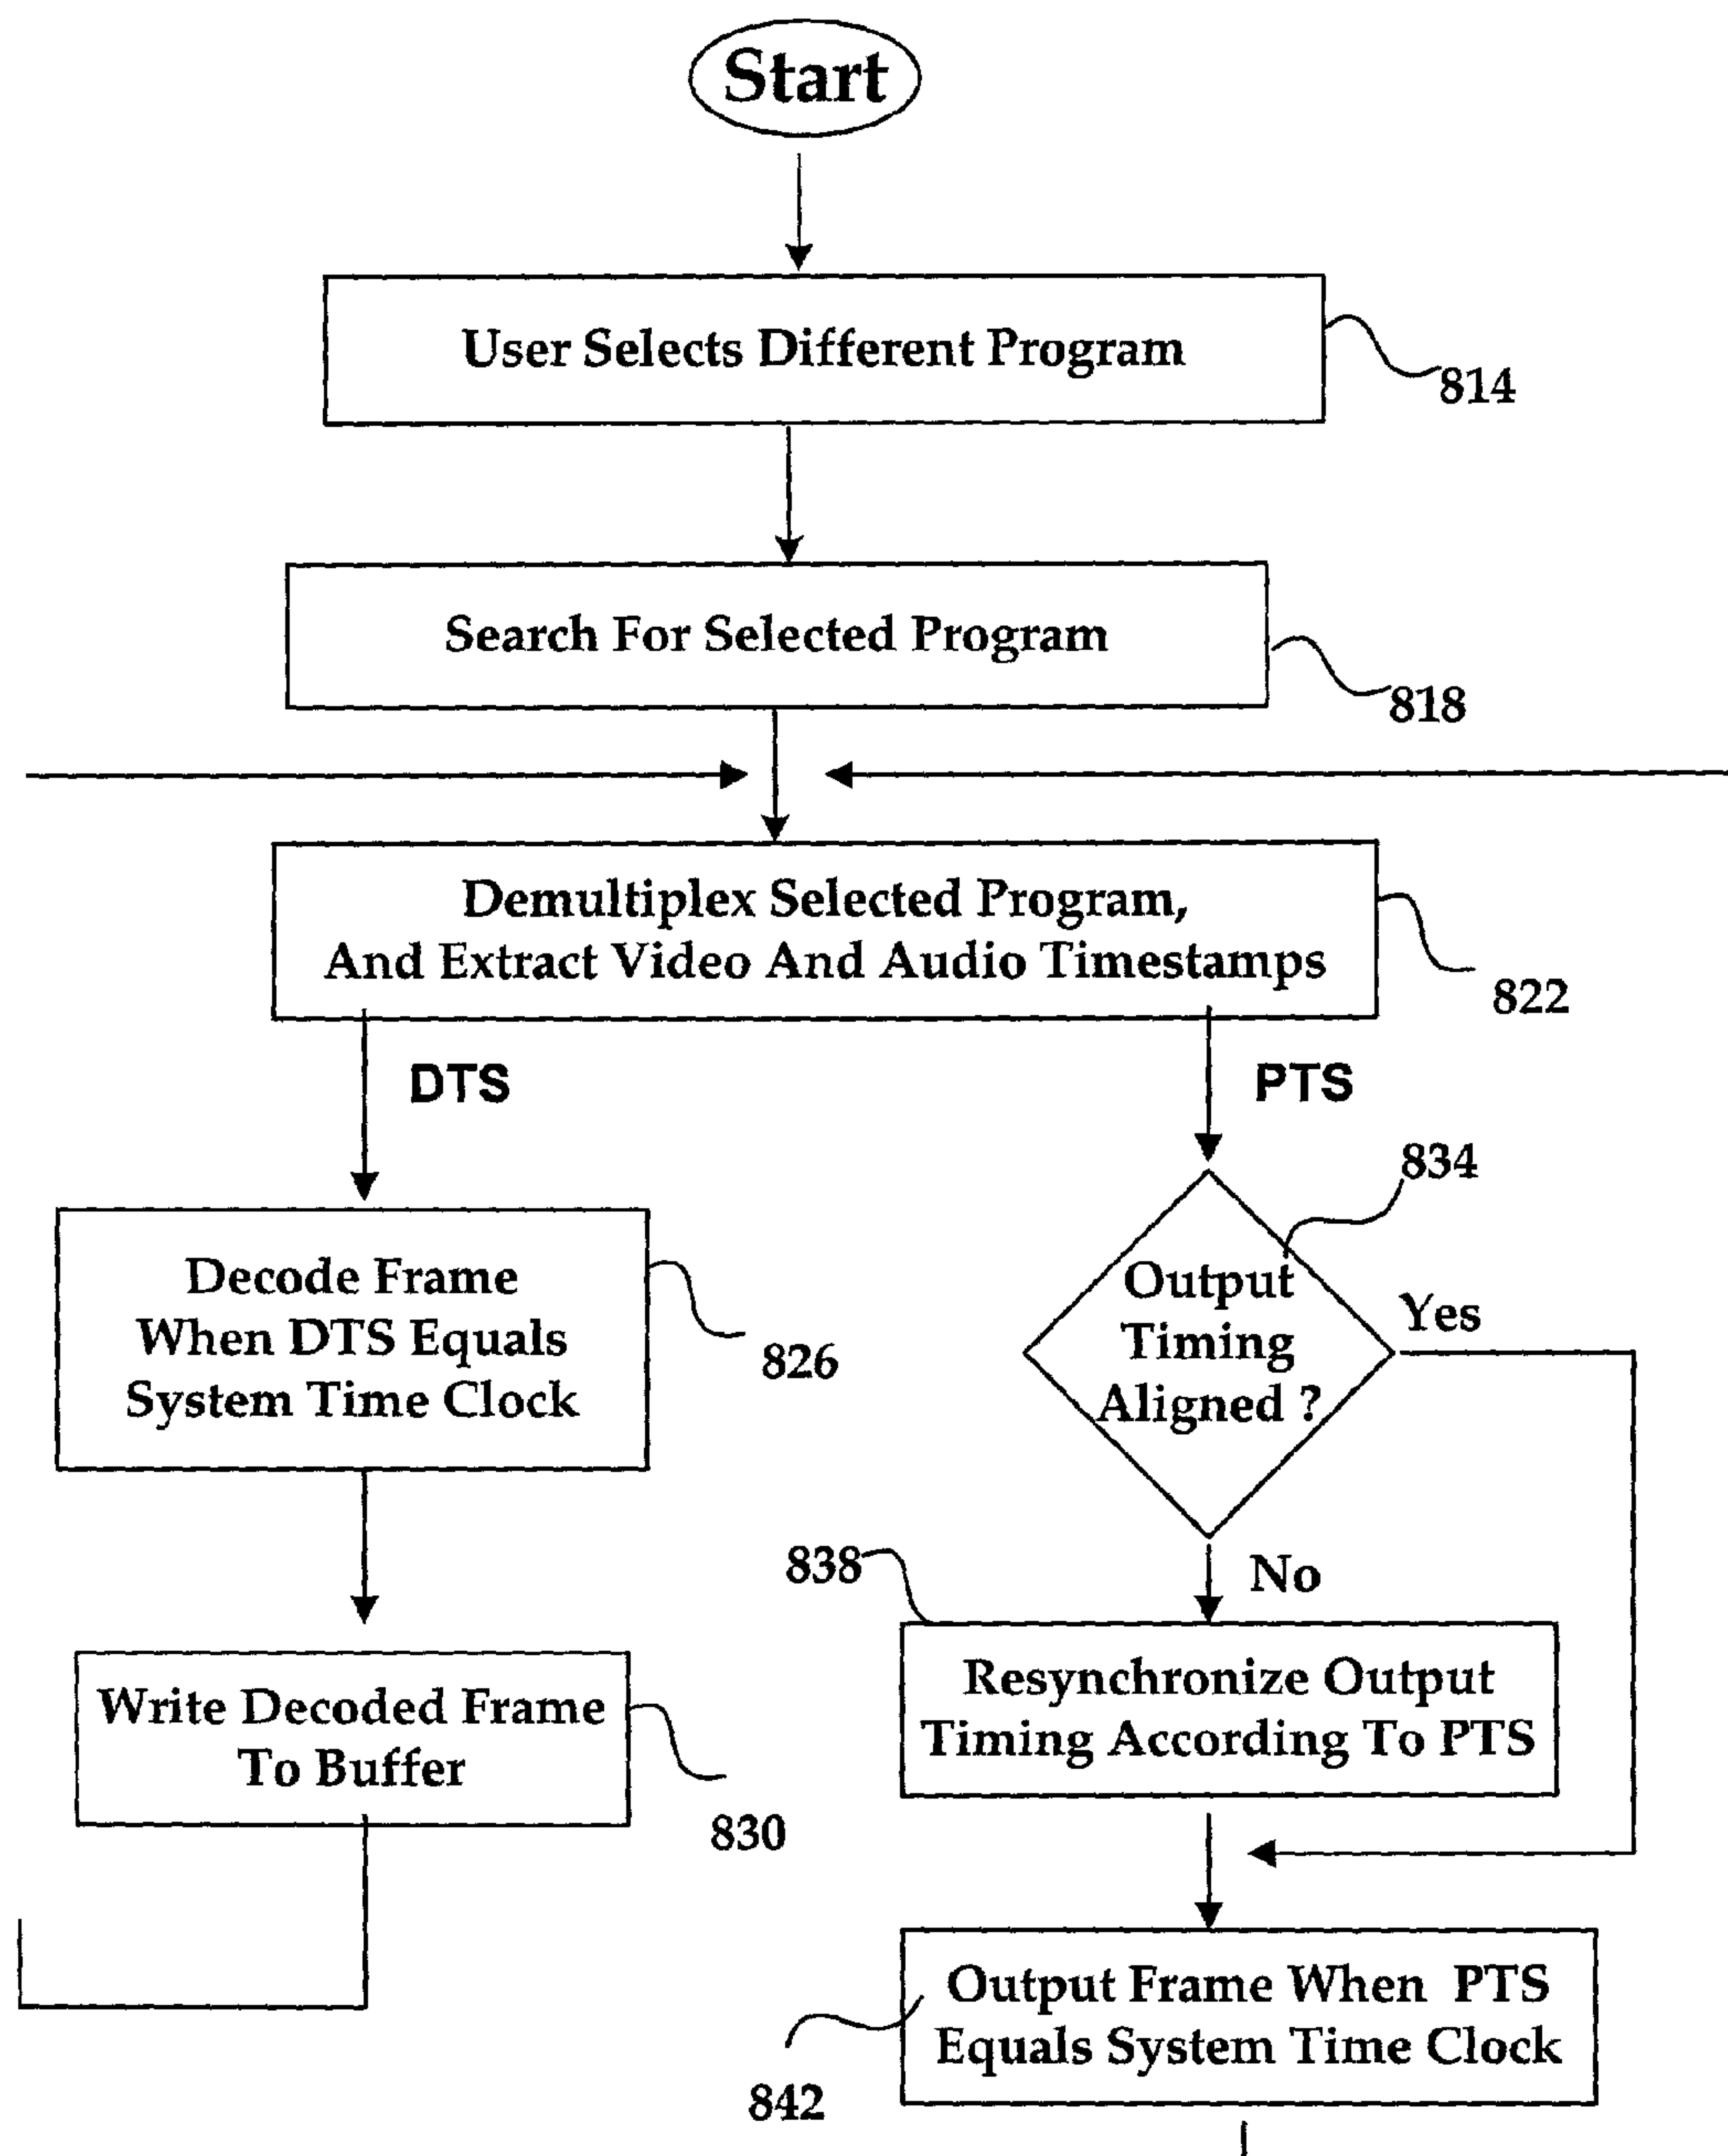 Start
User Selects Different Program
814
Search For Selected Program
818
Demultiplex Selected Program,
And Extract Video And Audio Timestamps
822
DTS
PTS
834
Decode Frame
When DTS Equals
System Time Clock
826
Output
Timing
Aligned ?
Yes
838
No
Write Decoded Frame
To Buffer
830
Resynchronize Output
Timing According To PTS
Output Frame When PTS
Equals System Time Clock
842